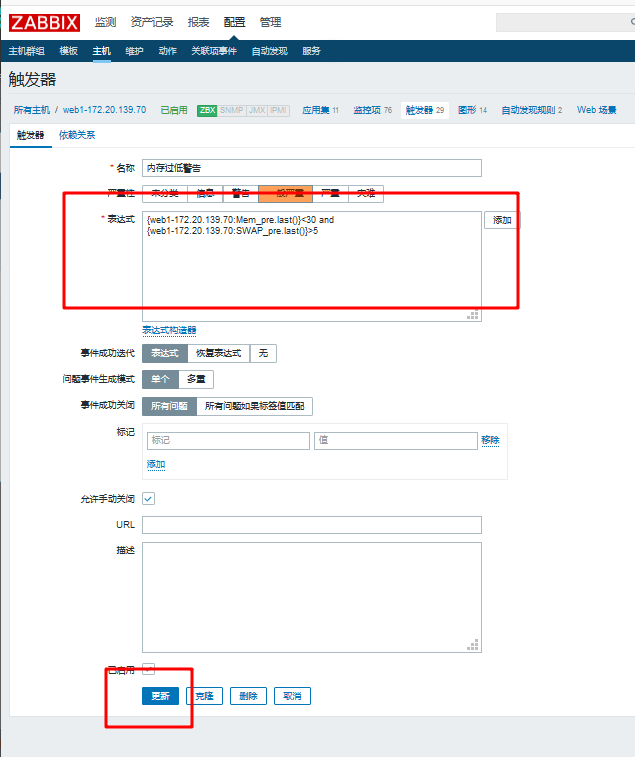 ZABBIX 监测 资产记录 报表 配置 管理
主机群组 模板 主机 维护 动作 关联项事件 自动发现 服务
触发器
所有主机 / web1-172.20.139.70 已启用 ZBX SNMP JMX IPMI 应用集 11 监控项 76 触发器 29 图形 14 自动发现规则 2 Web 场景
触发器 依赖关系
* 名称 内存过低警告
严重性 未分类 信息 警告 一般严重 严重 灾难
* 表达式 {web1-172.20.139.70:Mem_pre.last()}<30 and 添加
{web1-172.20.139.70:SWAP_pre.last()}>5
表达式构造器
事件成功迭代 表达式 恢复表达式 无
问题事件生成模式 单个 多重
事件成功关闭 所有问题 所有问题如果标签值匹配
标记 标记 值 移除
添加
允许手动关闭
URL
描述
已启用
更新 克隆 删除 取消